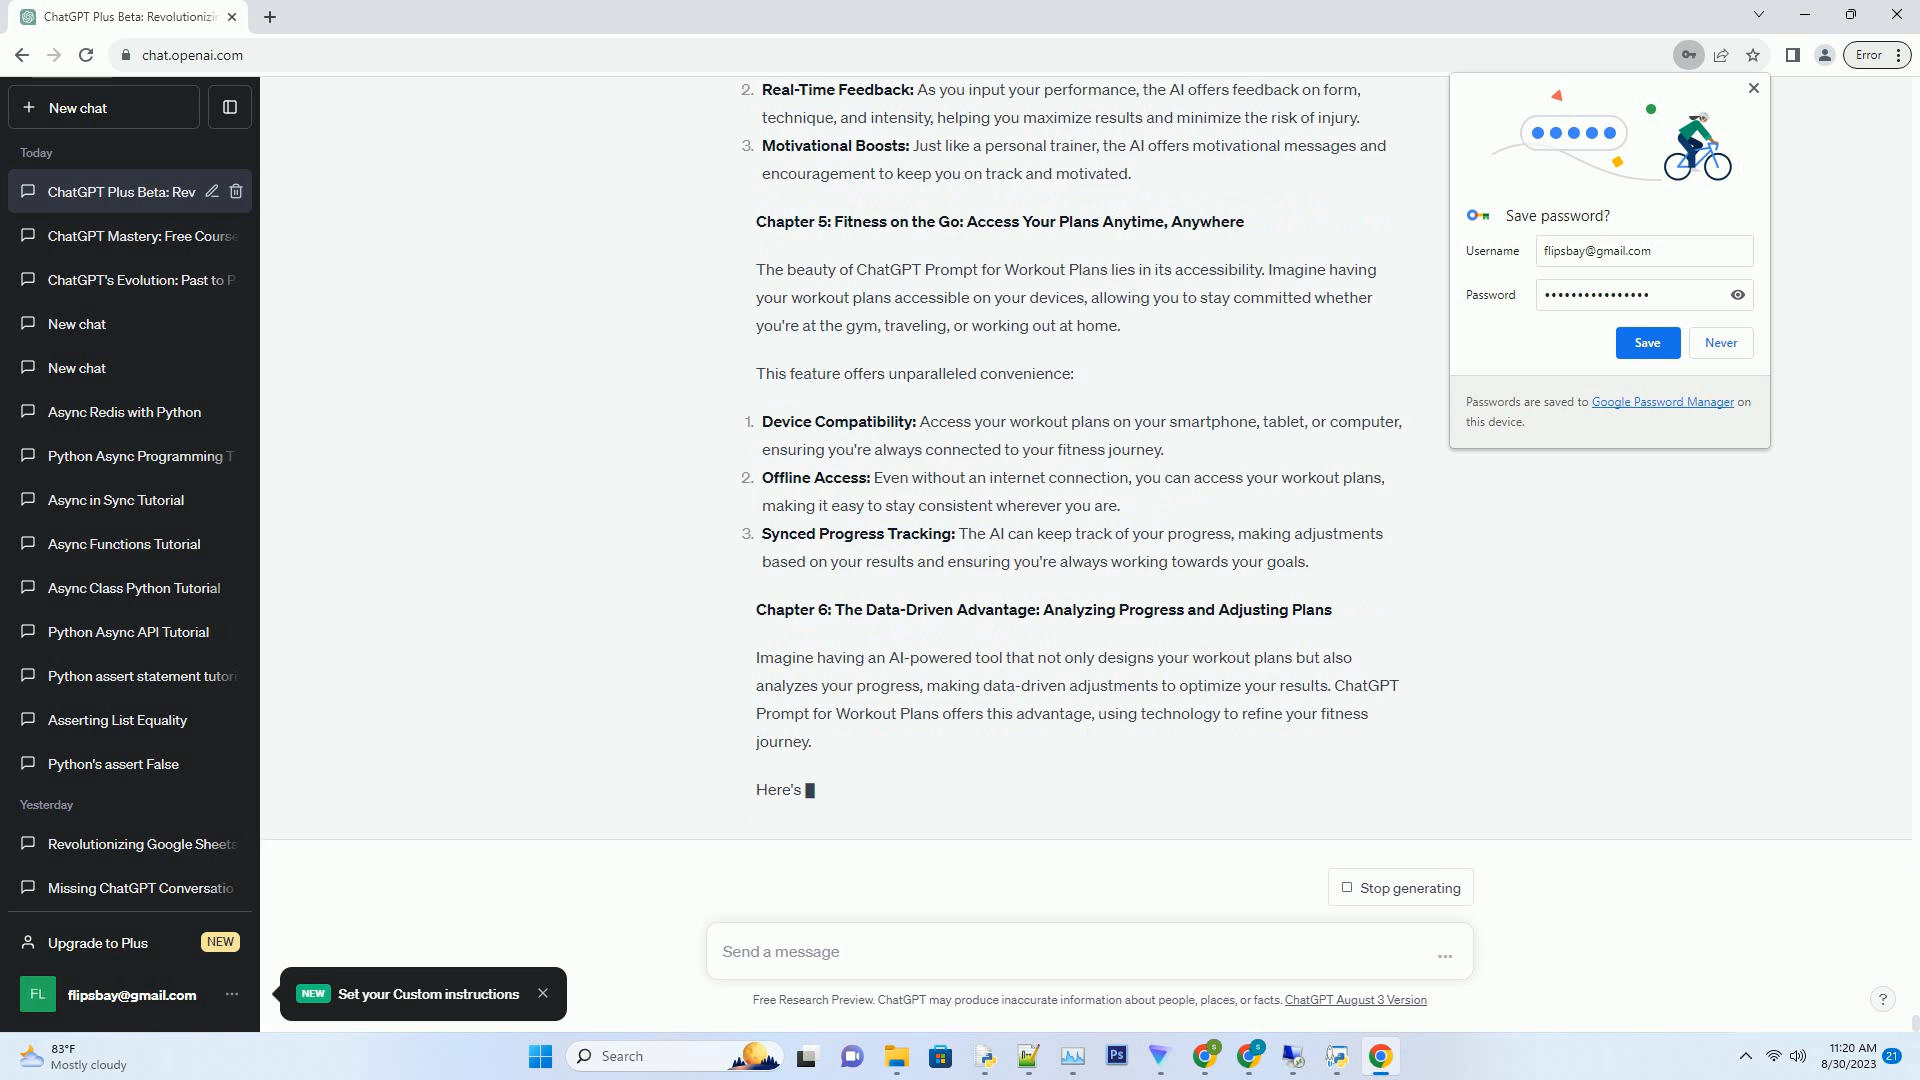 ChatGPT Plus Beta: Revolutionizin
chat.openai.com
Error
New chat
Today
ChatGPT Plus Beta: Rev
ChatGPT Mastery: Free Course
ChatGPT's Evolution: Past to P
New chat
New chat
Async Redis with Python
Python Async Programming T
Async in Sync Tutorial
Async Functions Tutorial
Async Class Python Tutorial
Python Async API Tutorial
Python assert statement tutori
Asserting List Equality
Python's assert False
Yesterday
Revolutionizing Google Sheets
Missing ChatGPT Conversatio
Upgrade to Plus NEW
FL flipsbay@gmail.com
2. Real-Time Feedback: As you input your performance, the AI offers feedback on form,
technique, and intensity, helping you maximize results and minimize the risk of injury.
3. Motivational Boosts: Just like a personal trainer, the AI offers motivational messages and
encouragement to keep you on track and motivated.
Chapter 5: Fitness on the Go: Access Your Plans Anytime, Anywhere
The beauty of ChatGPT Prompt for Workout Plans lies in its accessibility. Imagine having
your workout plans accessible on your devices, allowing you to stay committed whether
you're at the gym, traveling, or working out at home.
This feature offers unparalleled convenience:
1. Device Compatibility: Access your workout plans on your smartphone, tablet, or computer,
ensuring you're always connected to your fitness journey.
2. Offline Access: Even without an internet connection, you can access your workout plans,
making it easy to stay consistent wherever you are.
3. Synced Progress Tracking: The AI can keep track of your progress, making adjustments
based on your results and ensuring you're always working towards your goals.
Chapter 6: The Data-Driven Advantage: Analyzing Progress and Adjusting Plans
Imagine having an AI-powered tool that not only designs your workout plans but also
analyzes your progress, making data-driven adjustments to optimize your results. ChatGPT
Prompt for Workout Plans offers this advantage, using technology to refine your fitness
journey.
Here's
Stop generating
Send a message
NEW Set your Custom instructions
Free Research Preview. ChatGPT may produce inaccurate information about people, places, or facts. ChatGPT August 3 Version
?
Save password?
Username flipsbay@gmail.com
Password ••••••••••••••••
Save Never
Passwords are saved to Google Password Manager on
this device.
83°F
Mostly cloudy
Search
Ps
S
S
11:20 AM
8/30/2023
21